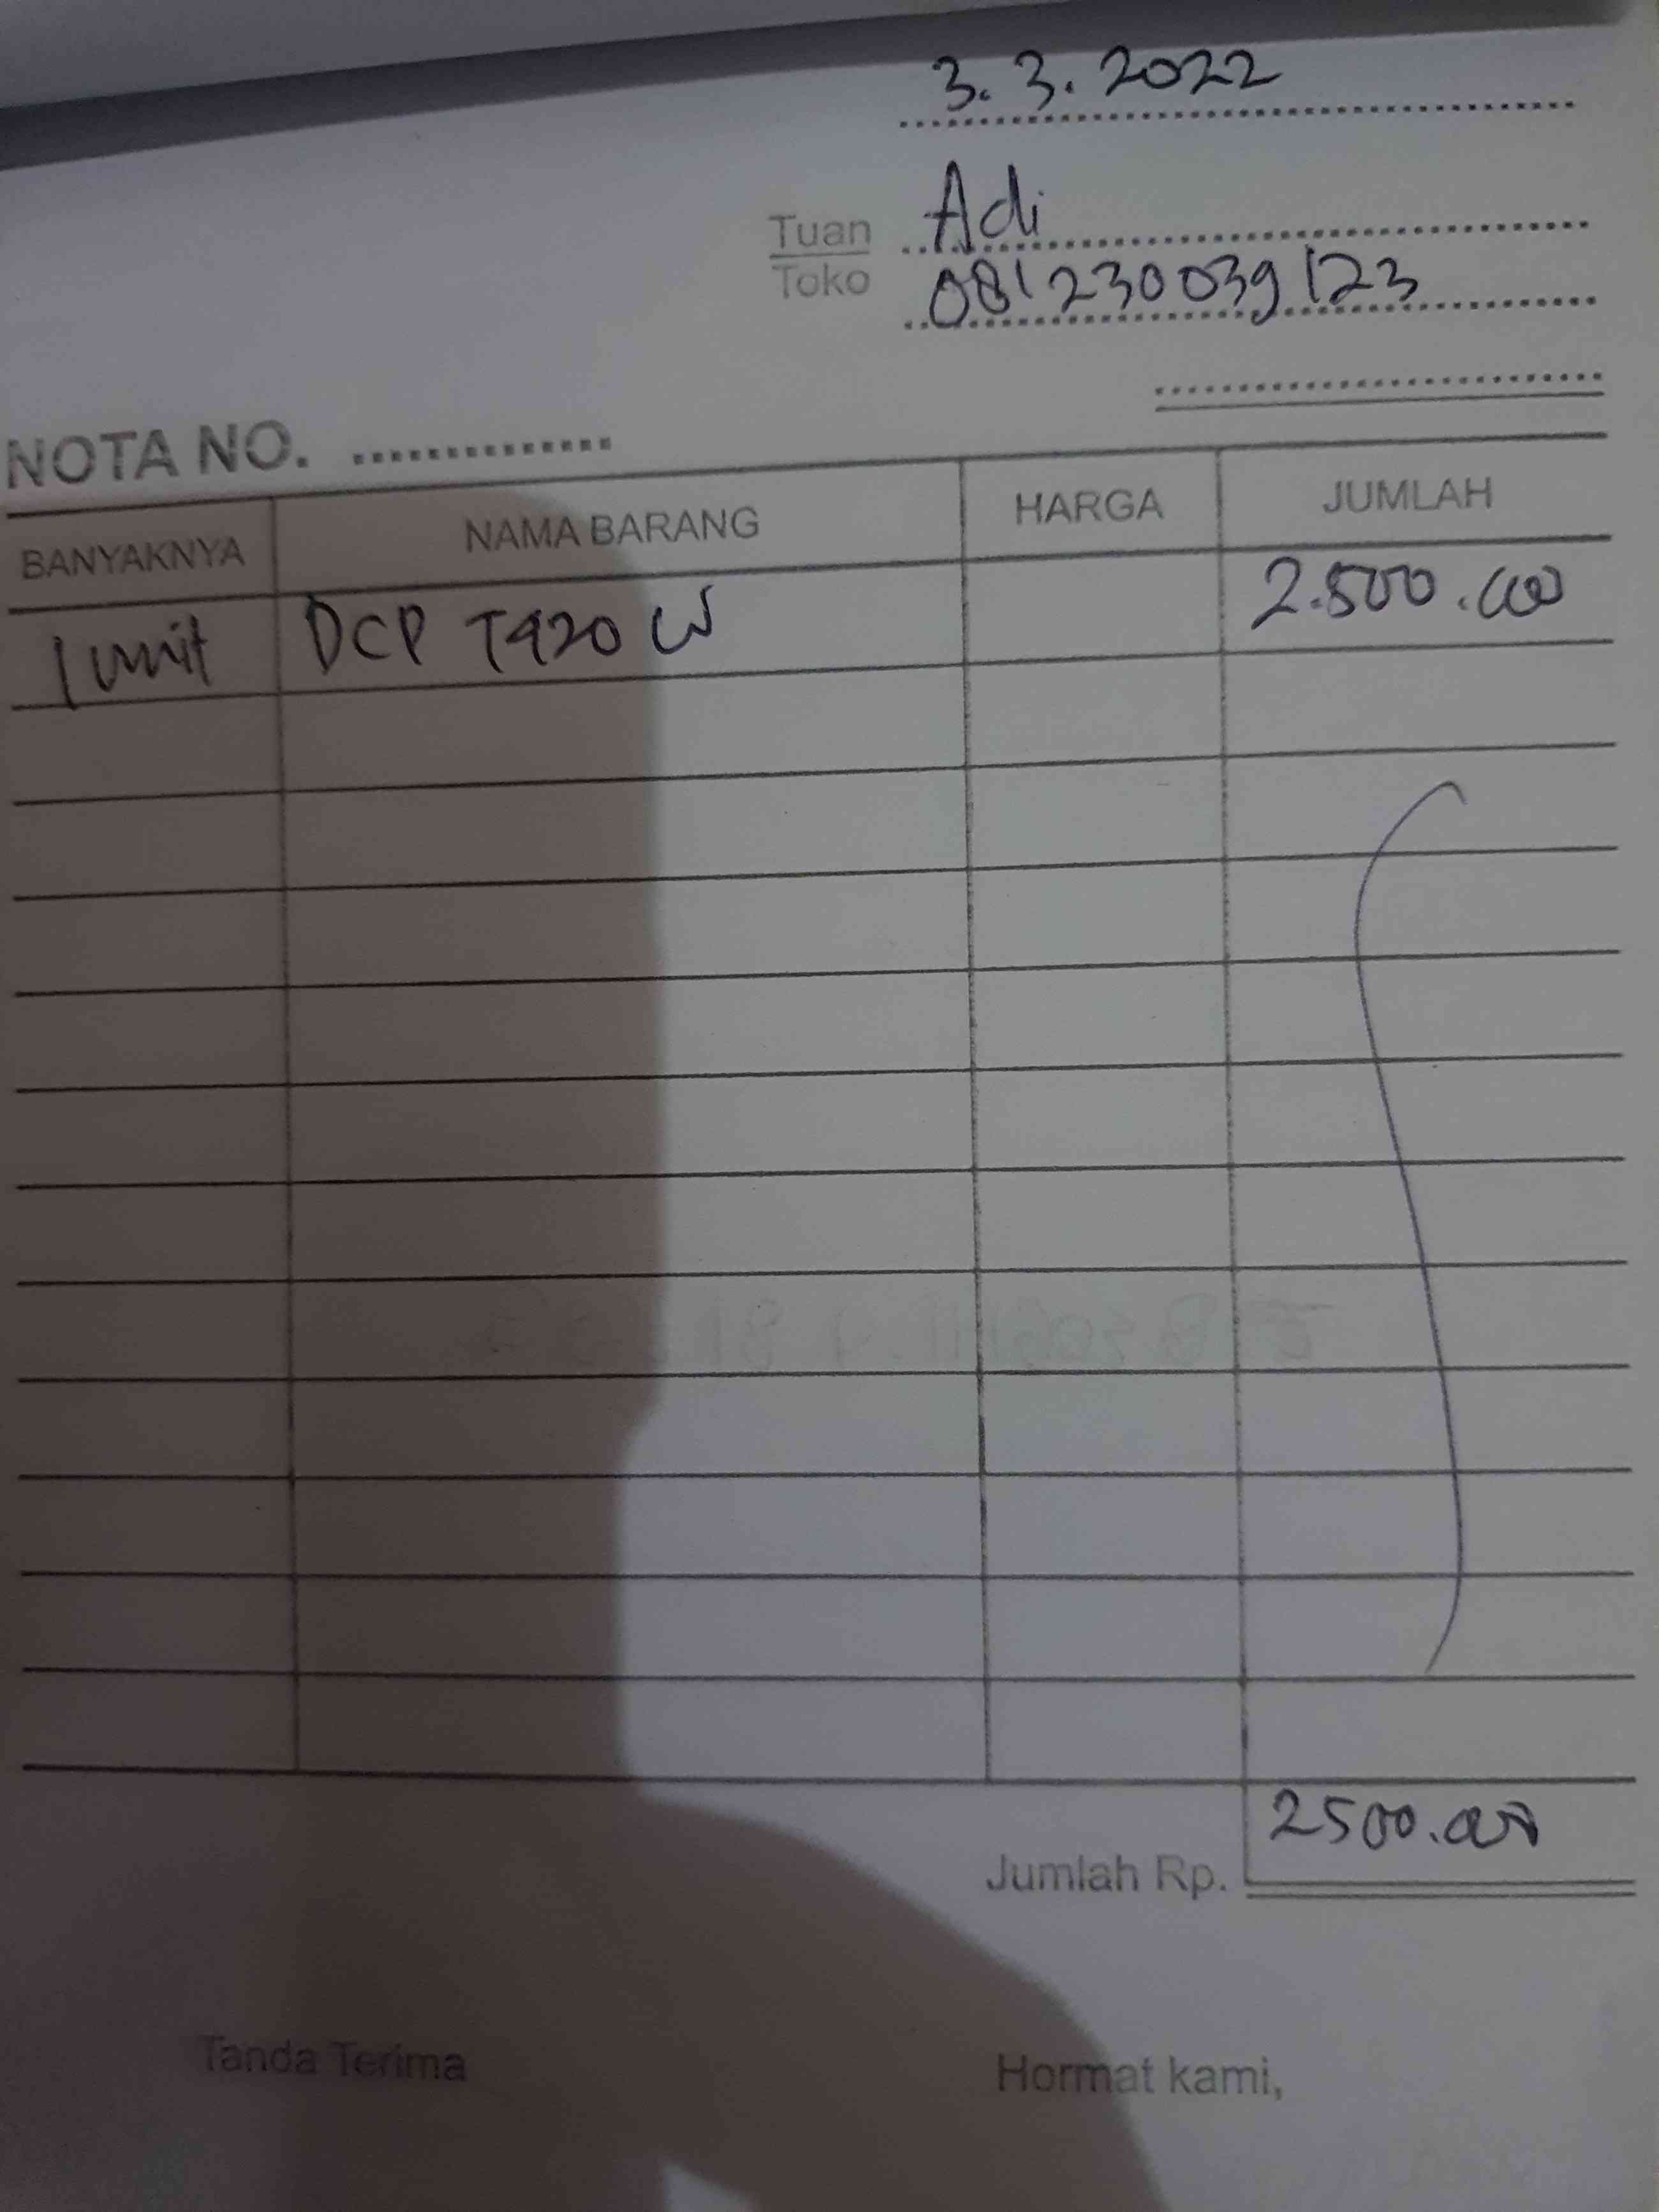 3.3.2022
Tuan Adi
Toko 081230039123
NOTA NO. ..............
BANYAKNYA NAMA BARANG HARGA JUMLAH
1 unit DCP T420 W 2.500.000
Jumlah Rp. 2500.000
Tanda Terima Hormat kami,